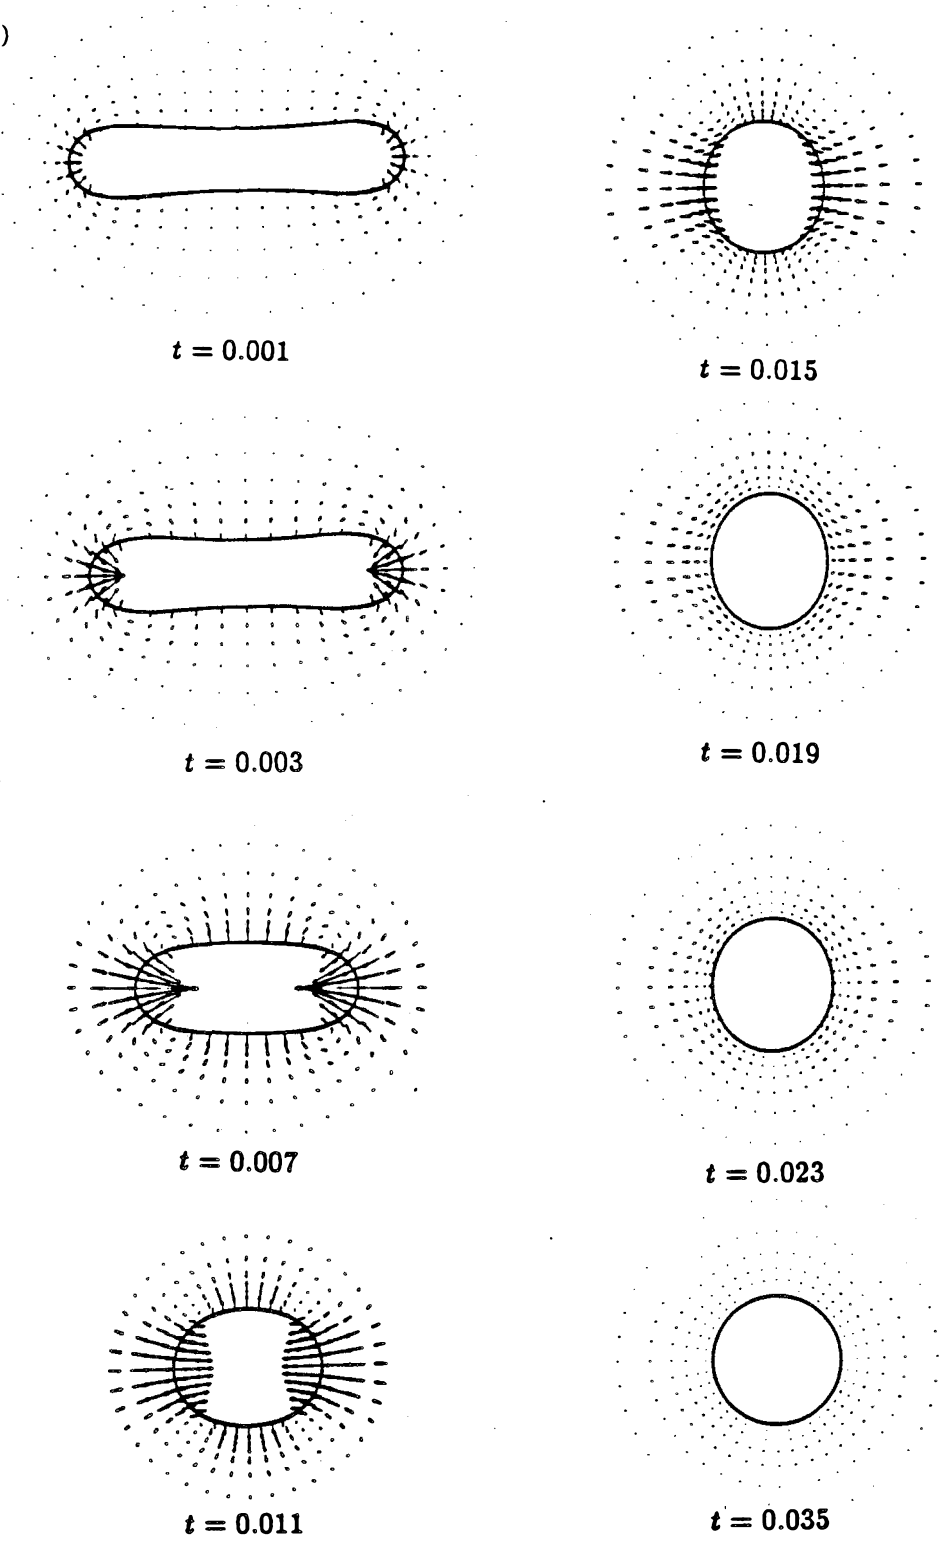 )
t = 0.001
t = 0.003
t = 0.007
t = 0.011
t = 0.015
t = 0.019
t = 0.023
t = 0.035